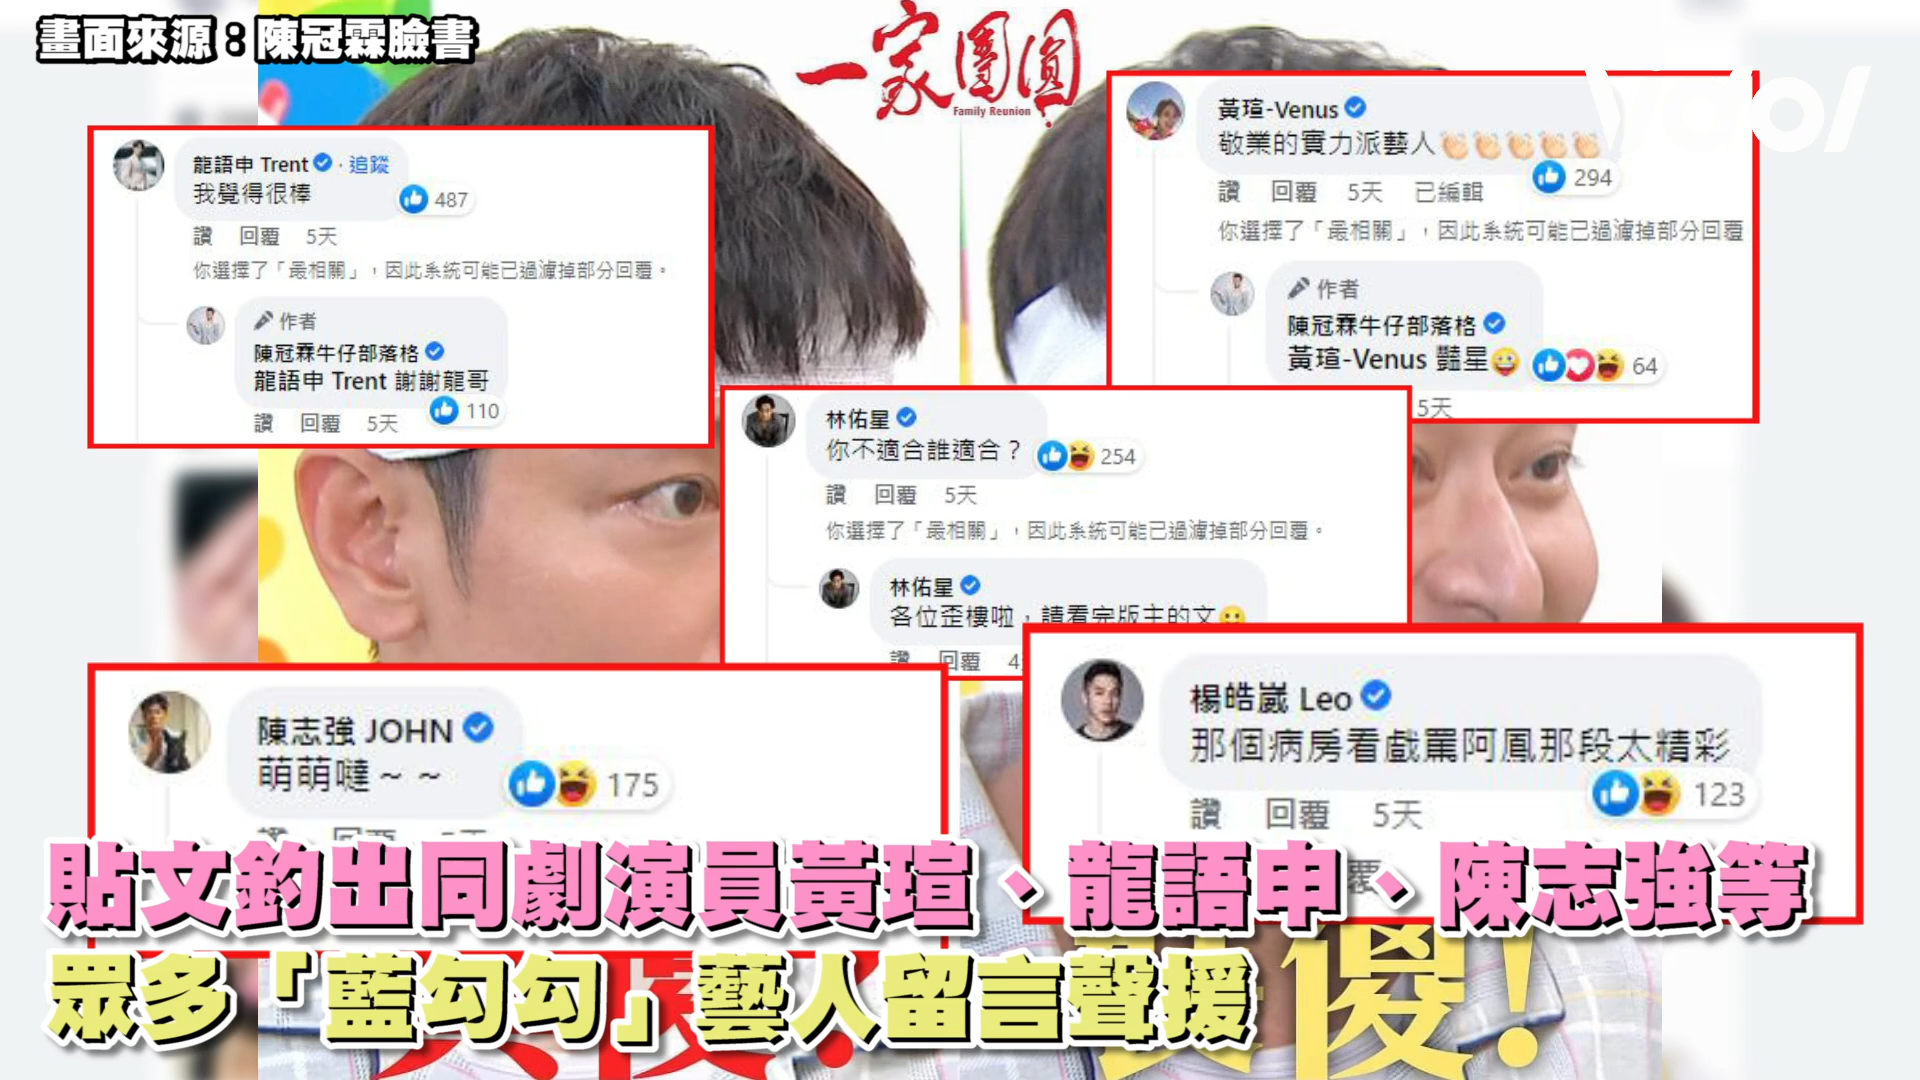 畫面來源：陳冠霖臉書
一家團圓
Family Reunion
龍語申 Trent · 追蹤
我覺得很棒
487
讚 回覆 5天
你選擇了「最相關」，因此系統可能已過濾掉部分回覆。
作者
陳冠霖牛仔部落格
龍語申 Trent 謝謝龍哥
110
讚 回覆 5天
黃瑄-Venus
敬業的實力派藝人👏🏻👏🏻👏🏻👏🏻👏🏻
294
讚 回覆 5天 已編輯
你選擇了「最相關」，因此系統可能已過濾掉部分回覆
作者
陳冠霖牛仔部落格
黃瑄-Venus 豔星🤪
64
5天
林佑星
你不適合誰適合？
254
讚 回覆 5天
你選擇了「最相關」，因此系統可能已過濾掉部分回覆。
林佑星
各位歪樓啦，請看完版主的文
讚 回覆 4
陳志強 JOHN
萌萌噠～～
175
楊皓崴 Leo
那個病房看戲罵阿鳳那段太精彩
123
讚 回覆 5天
貼文釣出同劇演員黃瑄、龍語申、陳志強等
眾多「藍勾勾」藝人留言聲援
傻!